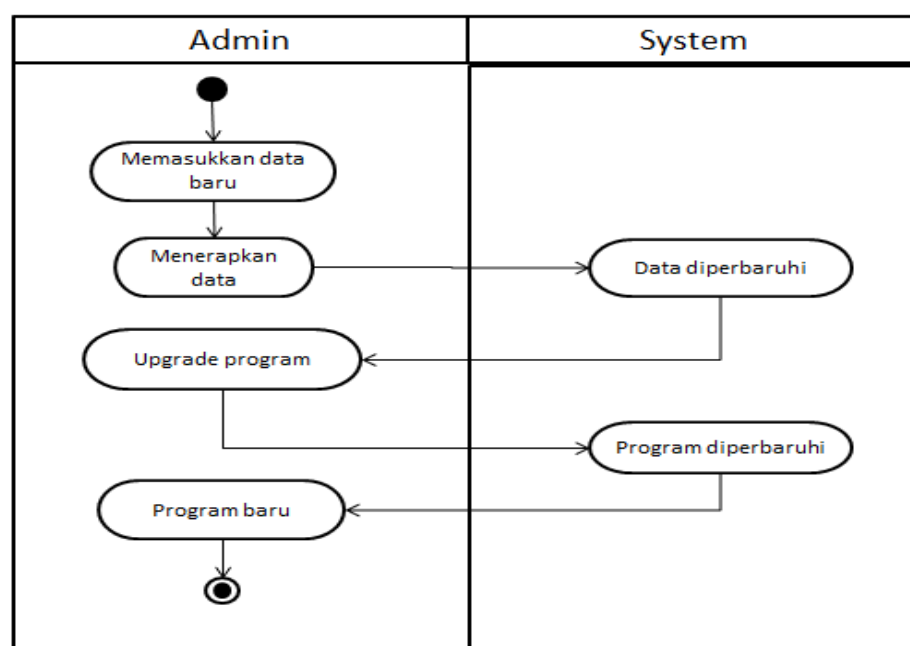 Admin
System
Memasukkan data
baru
Menerapkan
data
Data diperbaruhi
Upgrade program
Program diperbaruhi
Program baru